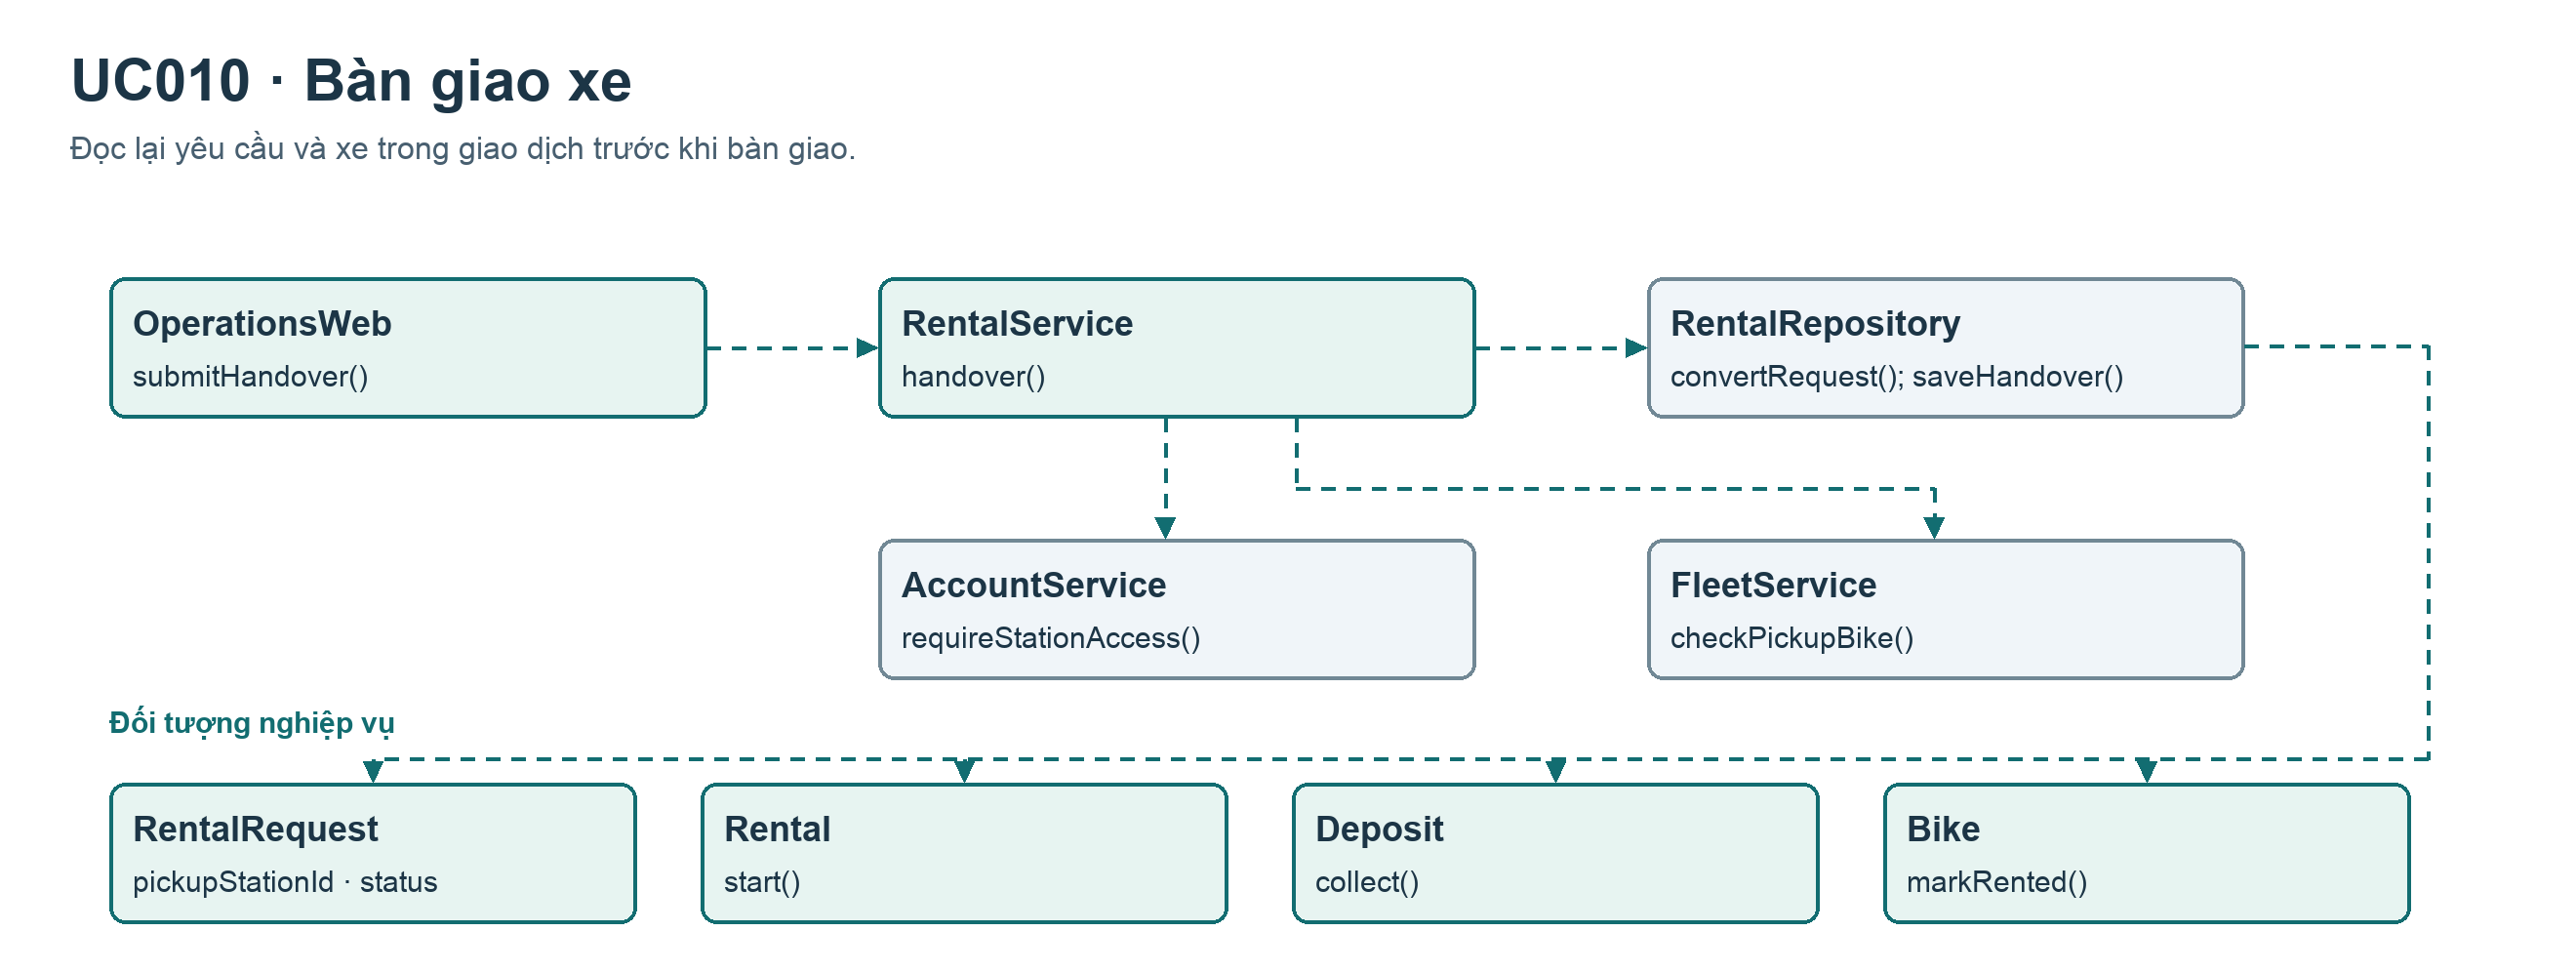 UC010 · Bàn giao xe
Đọc lại yêu cầu và xe trong giao dịch trước khi bàn giao.
OperationsWeb
submitHandover()
RentalService
handover()
RentalRepository
convertRequest(); saveHandover()
AccountService
requireStationAccess()
FleetService
checkPickupBike()
Đối tượng nghiệp vụ
RentalRequest
pickupStationId · status
Rental
start()
Deposit
collect()
Bike
markRented()